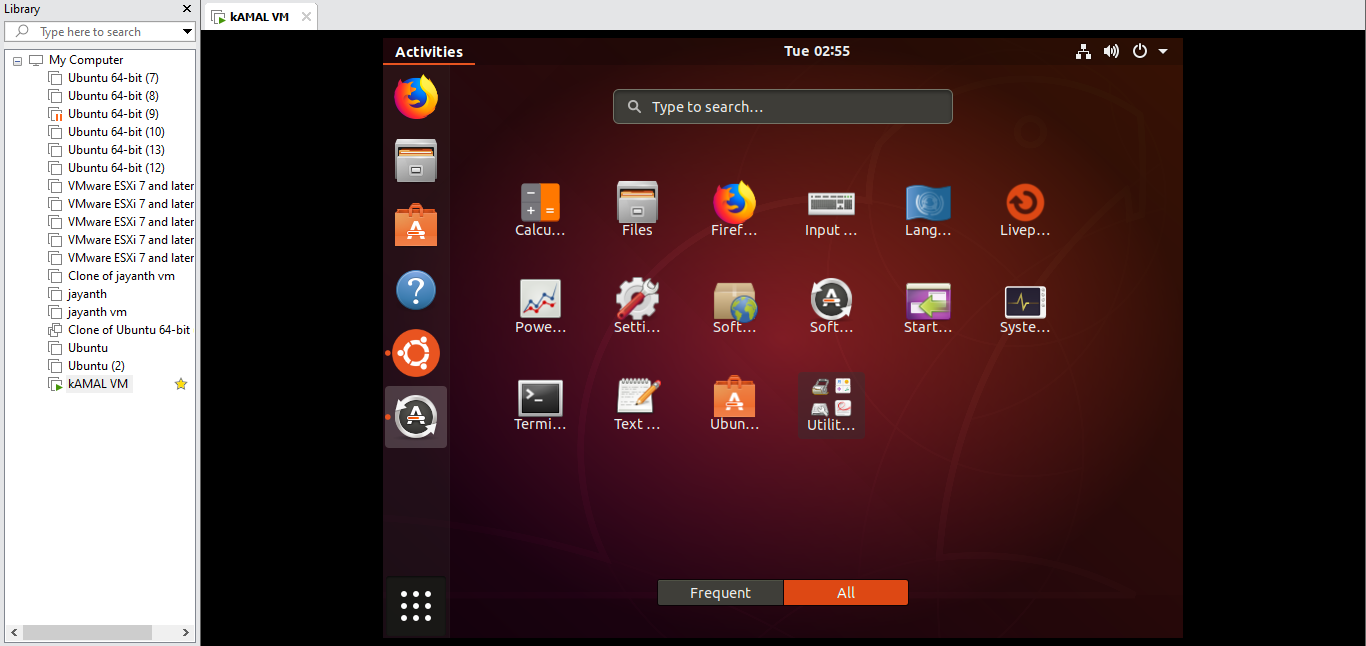 Library
Type here to search
My Computer
Ubuntu 64-bit (7)
Ubuntu 64-bit (8)
Ubuntu 64-bit (9)
Ubuntu 64-bit (10)
Ubuntu 64-bit (13)
Ubuntu 64-bit (12)
VMware ESXi 7 and later
VMware ESXi 7 and later
VMware ESXi 7 and later
VMware ESXi 7 and later
VMware ESXi 7 and later
Clone of jayanth vm
jayanth
jayanth vm
Clone of Ubuntu 64-bit
Ubuntu
Ubuntu (2)
kAMAL VM
kAMAL VM
Activities
Tue 02:55
Type to search...
Calcu...
Files
Firef...
Input ...
Lang...
Livep...
Powe...
Setti...
Soft...
Soft...
Start...
Syste...
Termi...
Text ...
Ubun...
Utilit...
Frequent
All